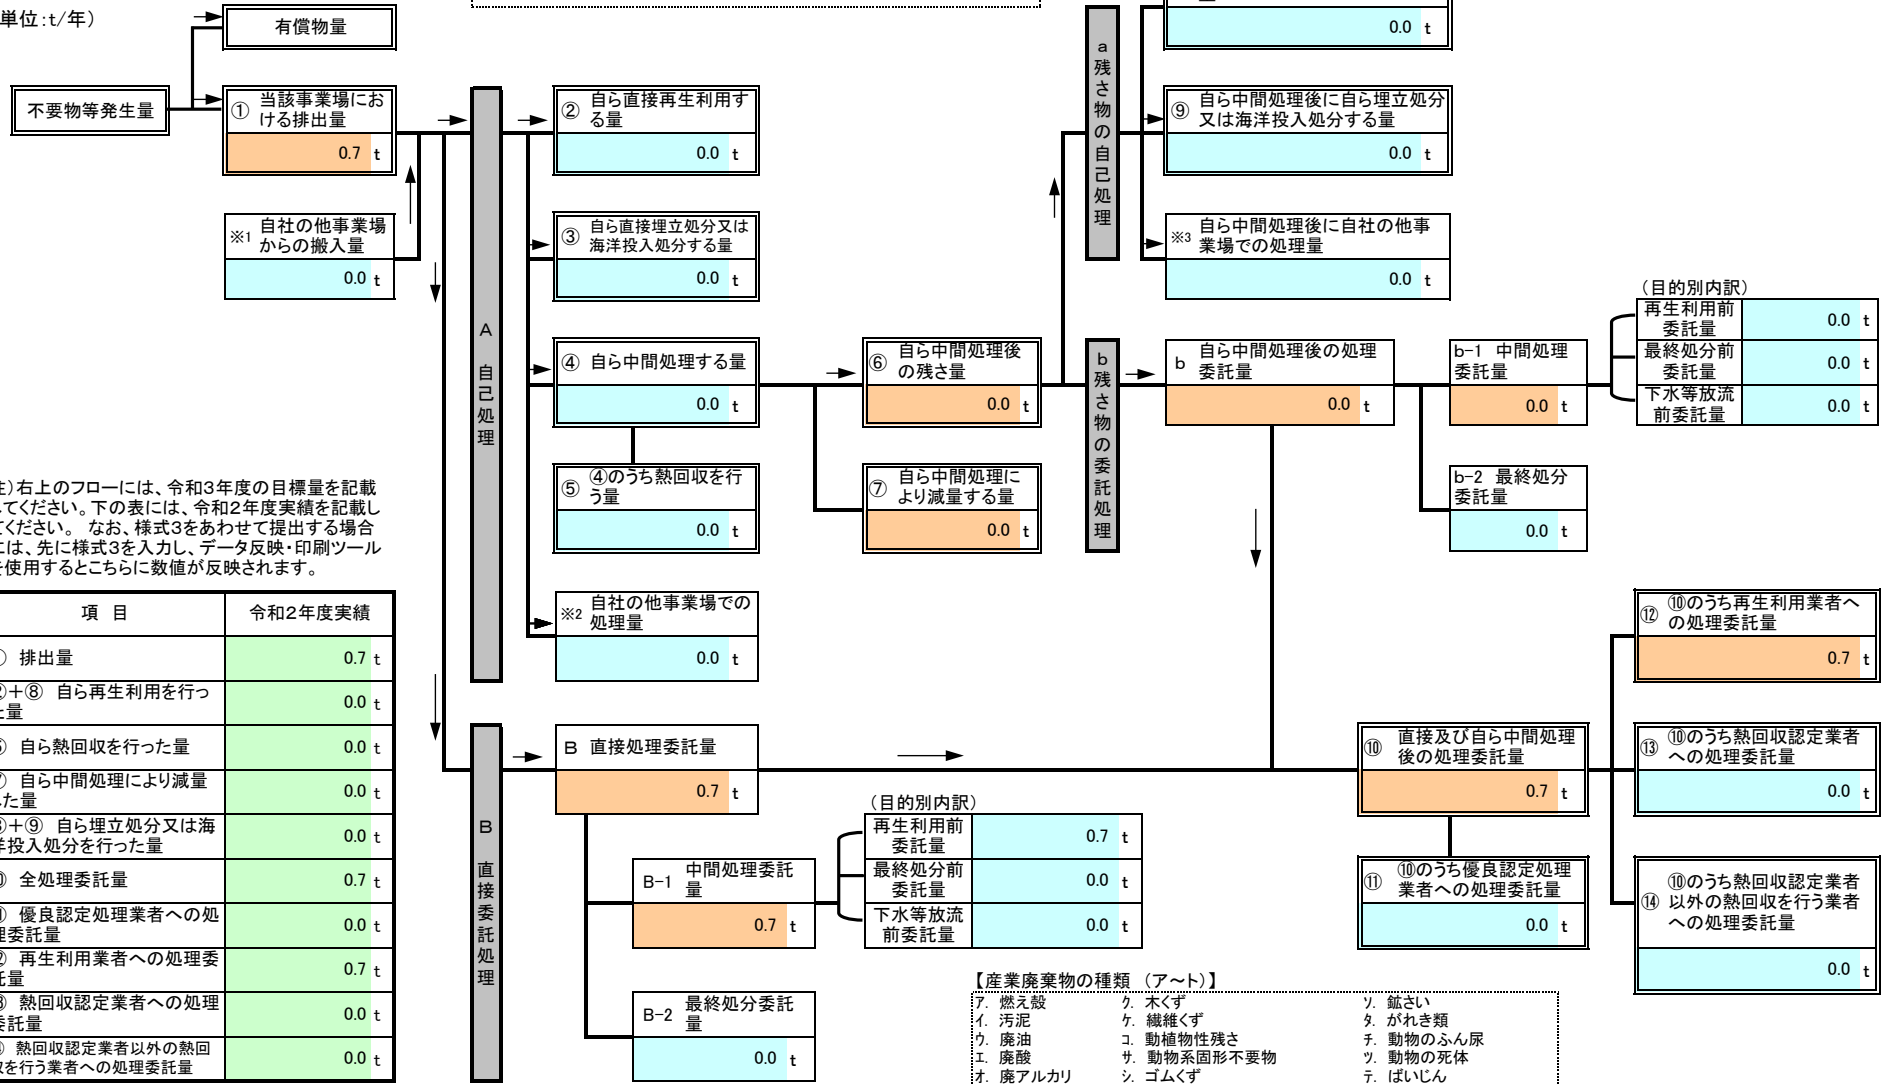 単位:t/年)
有償物量
不要物等発生量
① 当該事業場にお
ける排出量
0.7 t
※1 自社の他事業場
からの搬入量
0.0 t
A 自己処理
② 自ら直接再生利用す
る量
0.0 t
③ 自ら直接埋立処分又は
海洋投入処分する量
0.0 t
④ 自ら中間処理する量
0.0 t
⑤ ④のうち熱回収を行
う量
0.0 t
※2 自社の他事業場での
処理量
0.0 t
⑥ 自ら中間処理後
の残さ量
0.0 t
⑦ 自ら中間処理に
より減量する量
0.0 t
a 残さ物の自己処理
0.0 t
⑨ 自ら中間処理後に自ら埋立処分
又は海洋投入処分する量
0.0 t
※3 自ら中間処理後に自社の他事
業場での処理量
0.0 t
b 残さ物の委託処理
b 自ら中間処理後の処理
委託量
0.0 t
b-1 中間処理
委託量
0.0 t
b-2 最終処分
委託量
0.0 t
(目的別内訳)
再生利用前
委託量
0.0 t
最終処分前
委託量
0.0 t
下水等放流
前委託量
0.0 t
)右上のフローには、令和3年度の目標量を記載
てください。下の表には、令和2年度実績を記載し
ください。 なお、様式3をあわせて提出する場合
は、先に様式3を入力し、データ反映・印刷ツール
使用するとこちらに数値が反映されます。
項 目 令和2年度実績
排出量 0.7 t
+⑧ 自ら再生利用を行っ
量 0.0 t
自ら熱回収を行った量 0.0 t
自ら中間処理により減量
た量 0.0 t
+⑨ 自ら埋立処分又は海
投入処分を行った量 0.0 t
全処理委託量 0.7 t
優良認定処理業者への処
委託量 0.0 t
再生利用業者への処理委
量 0.7 t
熱回収認定業者への処理
託量 0.0 t
熱回収認定業者以外の熱回
を行う業者への処理委託量 0.0 t
B 直接委託処理
B 直接処理委託量
0.7 t
B-1 中間処理委託
量
0.7 t
B-2 最終処分委託
量
0.0 t
(目的別内訳)
再生利用前
委託量
0.7 t
最終処分前
委託量
0.0 t
下水等放流
前委託量
0.0 t
⑩ 直接及び自ら中間処理
後の処理委託量
0.7 t
⑪ ⑩のうち優良認定処理
業者への処理委託量
0.0 t
⑫ ⑩のうち再生利用業者へ
の処理委託量
0.7 t
⑬ ⑩のうち熱回収認定業者
への処理委託量
0.0 t
⑭ ⑩のうち熱回収認定業者
以外の熱回収を行う業者
への処理委託量
0.0 t
【産業廃棄物の種類 (ア~ト)】
ア. 燃え殻 ク. 木くず ソ. 鉱さい
イ. 汚泥 ケ. 繊維くず タ. がれき類
ウ. 廃油 コ. 動植物性残さ チ. 動物のふん尿
エ. 廃酸 サ. 動物系固形不要物 ツ. 動物の死体
オ. 廃アルカリ シ. ゴムくず テ. ばいじん